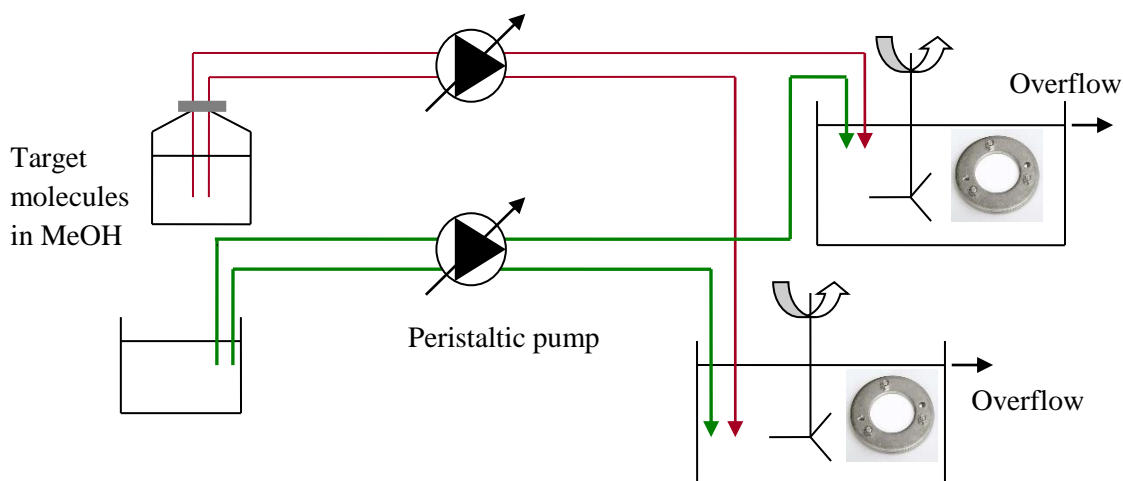 Overflow
Target
molecules
in MeOH
Peristaltic pump
Overflow